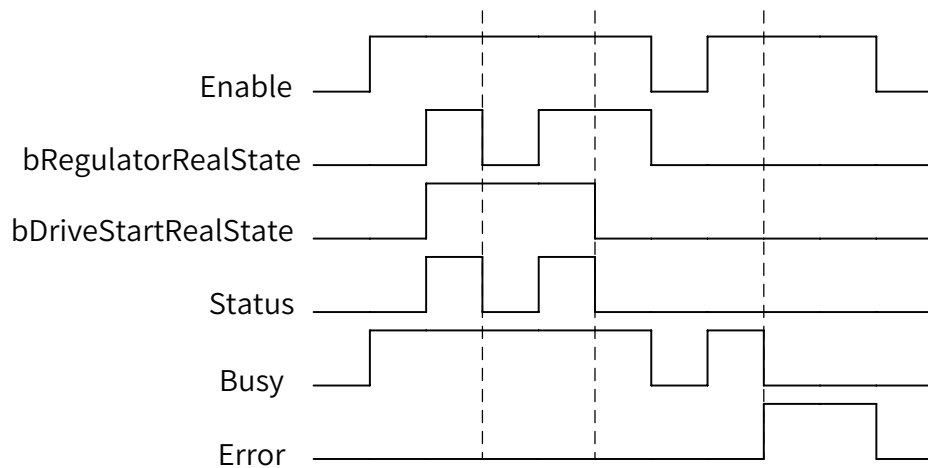 Enable
bRegulatorRealState
bDriveStartRealState
Status
Busy
Error